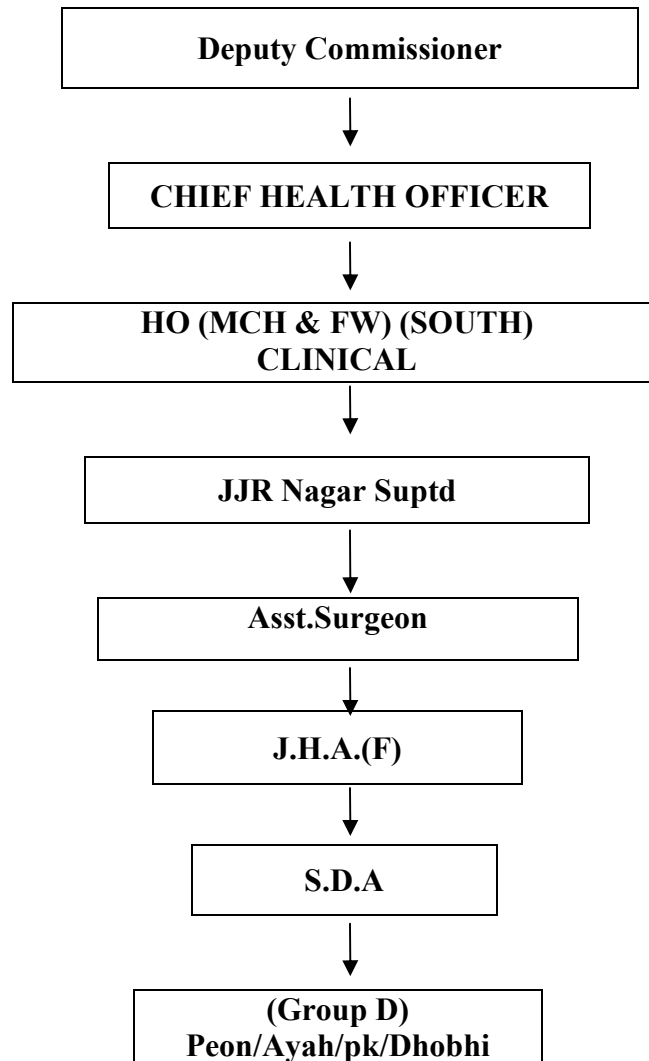 Deputy Commissioner
CHIEF HEALTH OFFICER
HO (MCH & FW) (SOUTH)
CLINICAL
JJR Nagar Suptd
Asst.Surgeon
J.H.A.(F)
S.D.A
(Group D)
Peon/Ayah/pk/Dhobhi